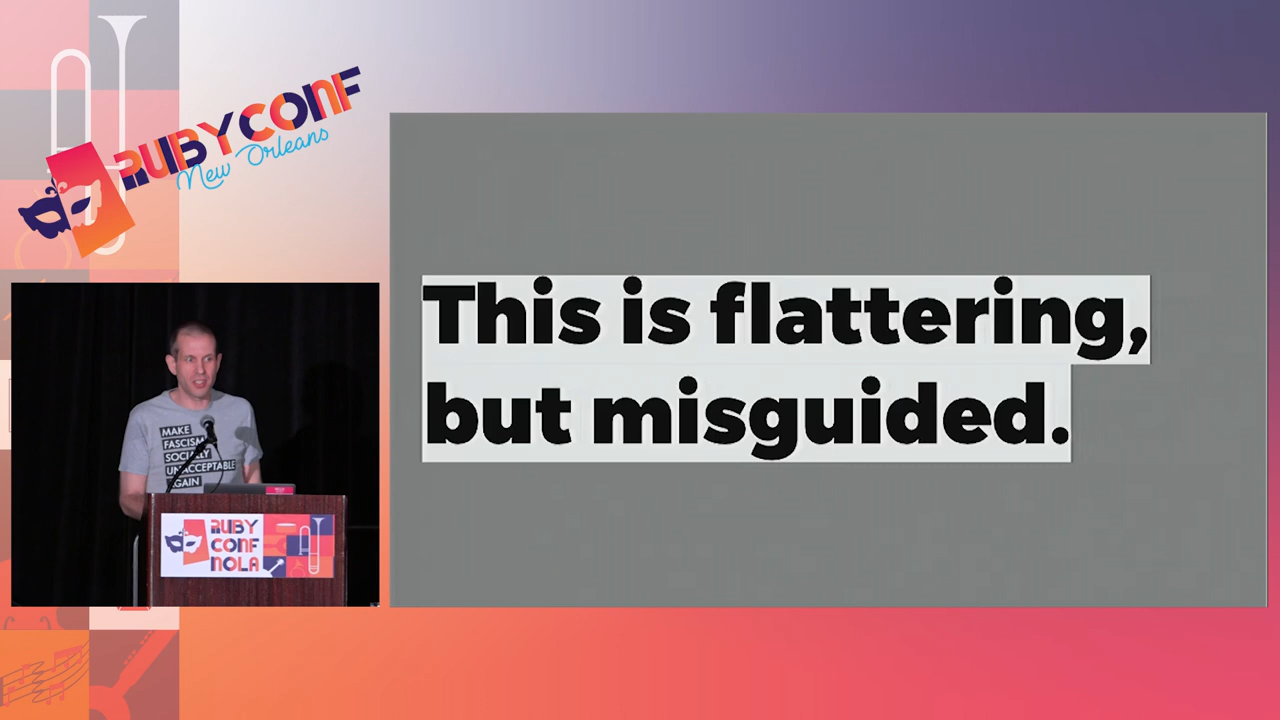 RUBYCONF
New Orleans
This is flattering,
but misguided.
MAKE
FASCISM
SOCIALLY
UNACCEPTABLE
AGAIN
RUBY
CONF
NOLA